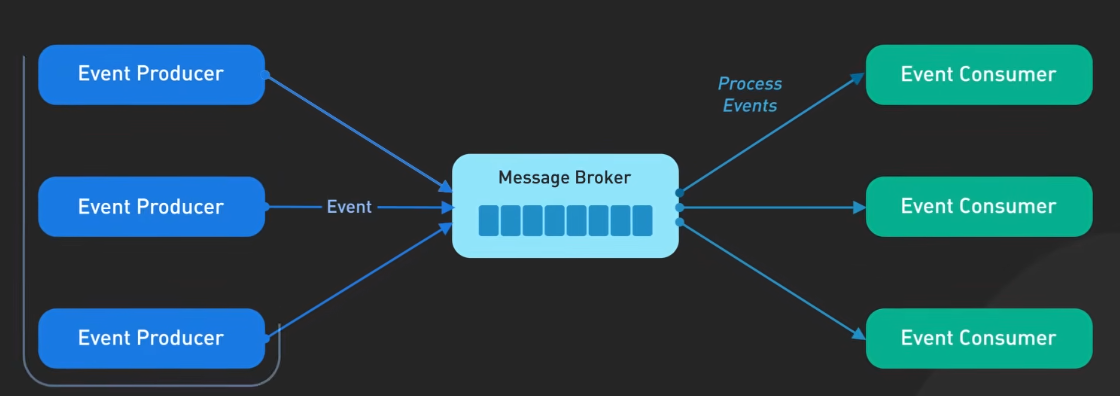 Event Producer
Event Producer
Event Producer
Event
Message Broker
Process
Events
Event Consumer
Event Consumer
Event Consumer